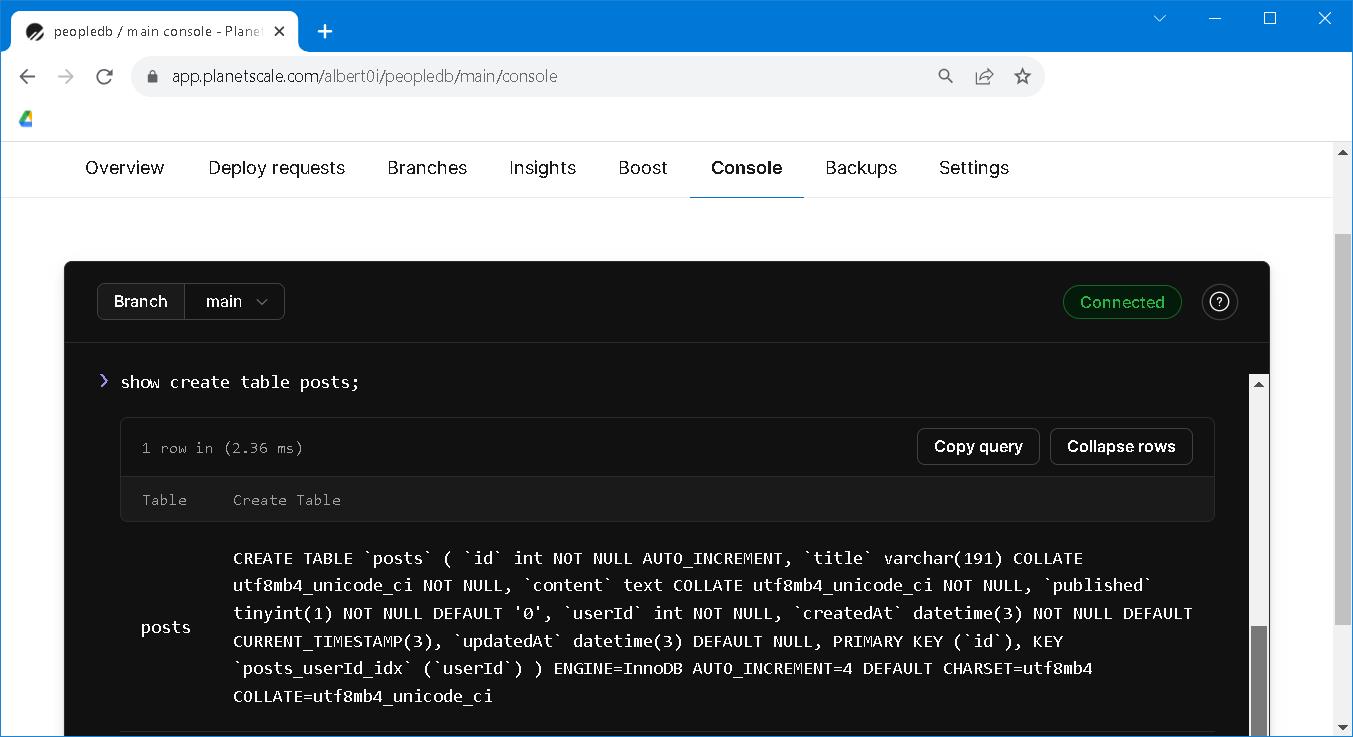 peopledb / main console - Plane
app.planetscale.com/albert0i/peopledb/main/console
Overview Deploy requests Branches Insights Boost Console Backups Settings
Branch main Connected
show create table posts;
1 row in (2.36 ms) Copy query Collapse rows
Table Create Table
CREATE TABLE `posts` ( `id` int NOT NULL AUTO_INCREMENT, `title` varchar(191) COLLATE
utf8mb4_unicode_ci NOT NULL, `content` text COLLATE utf8mb4_unicode_ci NOT NULL, `published`
tinyint(1) NOT NULL DEFAULT '0', `userId` int NOT NULL, `createdAt` datetime(3) NOT NULL DEFAULT
posts
CURRENT_TIMESTAMP(3), `updatedAt` datetime(3) DEFAULT NULL, PRIMARY KEY (`id`), KEY
`posts_userId_idx` (`userId`) ) ENGINE=InnoDB AUTO_INCREMENT=4 DEFAULT CHARSET=utf8mb4
COLLATE=utf8mb4_unicode_ci